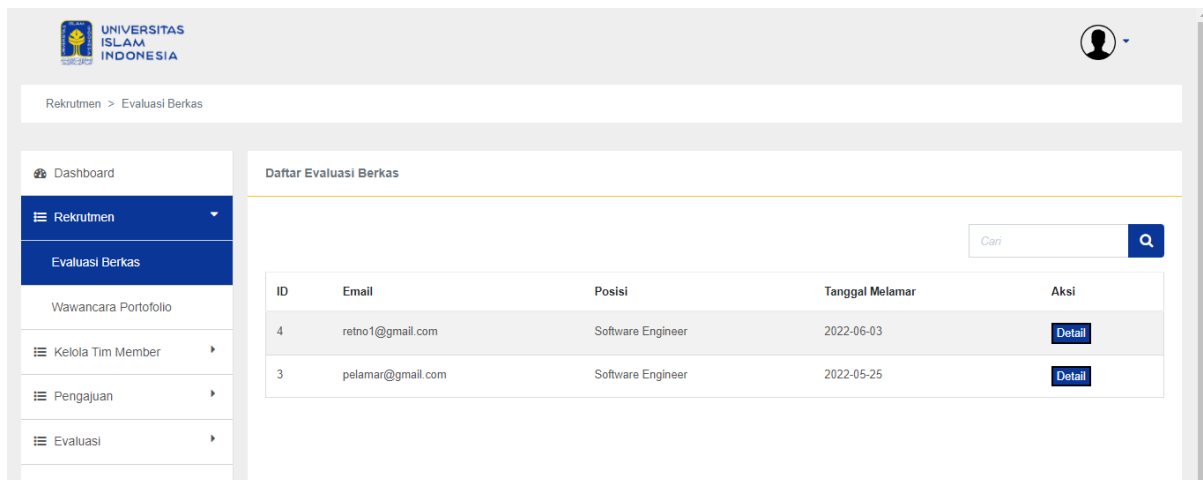 UNIVERSITAS
ISLAM
INDONESIA
Rekrutmen > Evaluasi Berkas
Dashboard
Rekrutmen
Evaluasi Berkas
Wawancara Portofolio
Kelola Tim Member
Pengajuan
Evaluasi
Daftar Evaluasi Berkas
Cari
ID Email Posisi Tanggal Melamar Aksi
4 retno1@gmail.com Software Engineer 2022-06-03 Detail
3 pelamar@gmail.com Software Engineer 2022-05-25 Detail